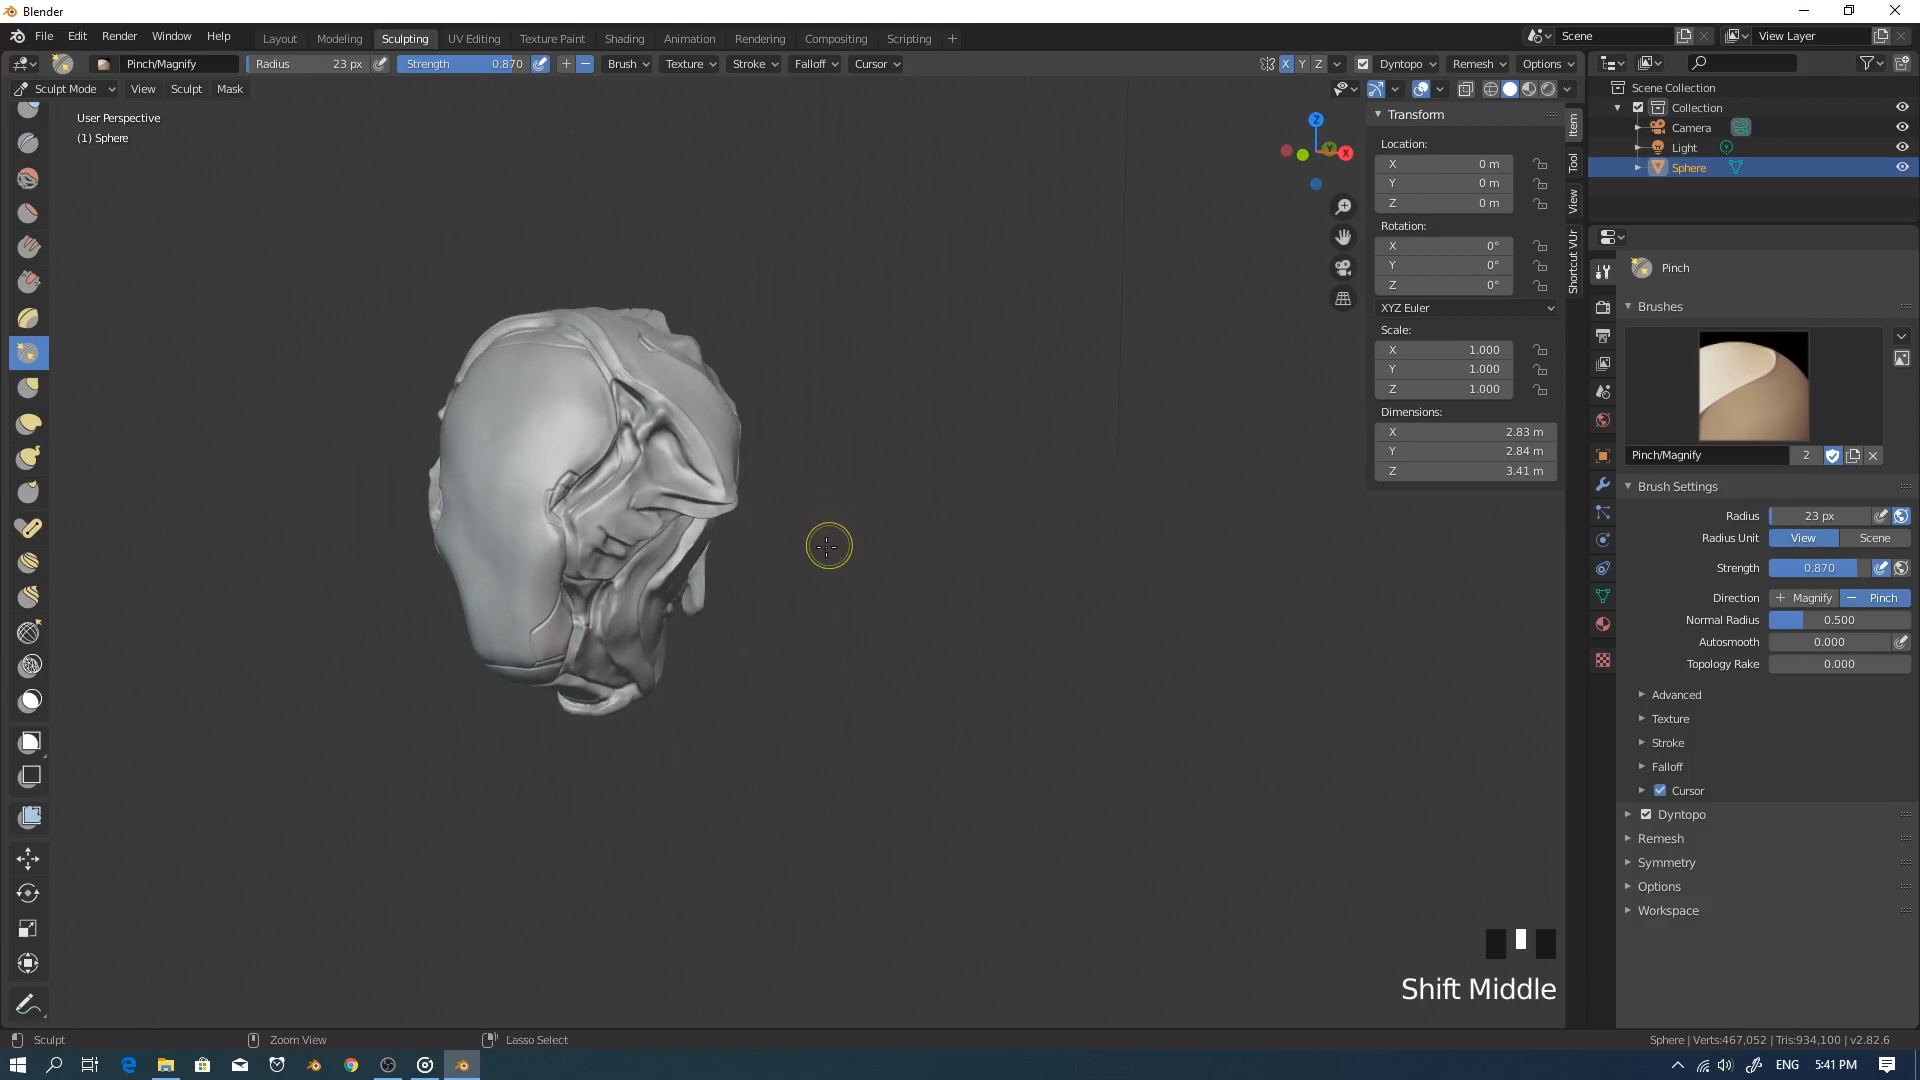 Blender
File Edit Render Window Help Layout Modeling Sculpting UV Editing Texture Paint Shading Animation Rendering Compositing Scripting + Scene View Layer
Pinch/Magnify Radius 23 px Strength 0.870 + − Brush Texture Stroke Falloff Cursor X Y Z Dyntopo Remesh Options
Sculpt Mode View Sculpt Mask
User Perspective
(1) Sphere
Z
Y
X
Transform
Location:
X 0 m
Y 0 m
Z 0 m
Rotation:
X 0°
Y 0°
Z 0°
XYZ Euler
Scale:
X 1.000
Y 1.000
Z 1.000
Dimensions:
X 2.83 m
Y 2.84 m
Z 3.41 m
Item
Tool
View
Shortcut VUr
Scene Collection
Collection
Camera
Light
Sphere
Pinch
Brushes
Pinch/Magnify 2
Brush Settings
Radius 23 px
Radius Unit View Scene
Strength 0.870
Direction + Magnify − Pinch
Normal Radius 0.500
Autosmooth 0.000
Topology Rake 0.000
Advanced
Texture
Stroke
Falloff
Cursor
Dyntopo
Remesh
Symmetry
Options
Workspace
Shift Middle
Sculpt Zoom View Lasso Select Sphere | Verts:467,052 | Tris:934,100 | v2.82.6
ENG 5:41 PM